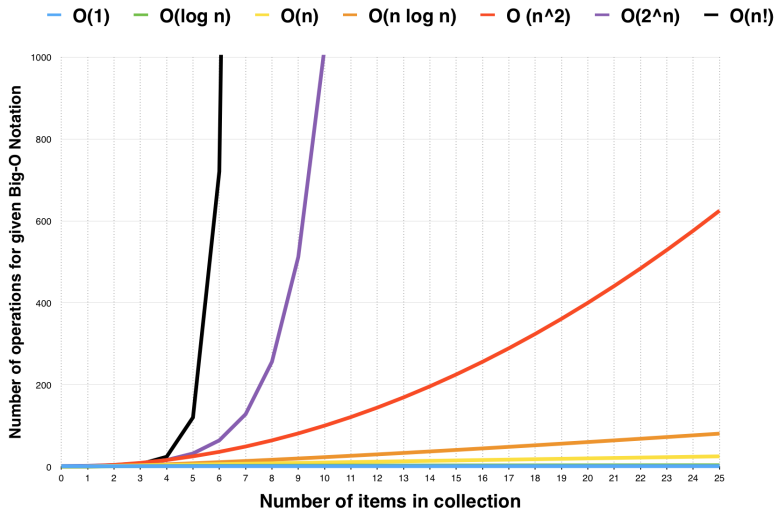 O(1) O(log n) O(n) O(n log n) O (n^2) O(2^n) O(n!)
Number of operations for given Big-O Notation
1000
800
600
400
200
0
0 1 2 3 4 5 6 7 8 9 10 11 12 13 14 15 16 17 18 19 20 21 22 23 24 25
Number of items in collection